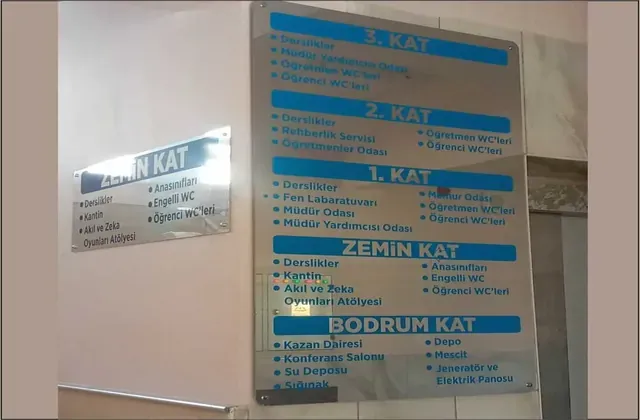 ZEMİN KAT
• Derslikler
• Kantin
• Akıl ve Zeka
Oyunları Atölyesi
• Anasınıfları
• Engelli WC
• Öğrenci WC'leri
3. KAT
• Derslikler
• Müdür Yardımcısı Odası
• Öğretmen WC'leri
• Öğrenci WC'leri
2. KAT
• Derslikler
• Rehberlik Servisi
• Öğretmenler Odası
• Öğretmen WC'leri
• Öğrenci WC'leri
1. KAT
• Derslikler
• Fen Labaratuvarı
• Müdür Odası
• Müdür Yardımcısı Odası
• Memur Odası
• Öğretmen WC'leri
• Öğrenci WC'leri
ZEMİN KAT
• Derslikler
• Kantin
• Akıl ve Zeka
Oyunları Atölyesi
• Anasınıfları
• Engelli WC
• Öğrenci WC'leri
BODRUM KAT
• Kazan Dairesi
• Konferans Salonu
• Su Deposu
• Sığınak
• Depo
• Mescit
• Jeneratör ve
Elektrik Panosu